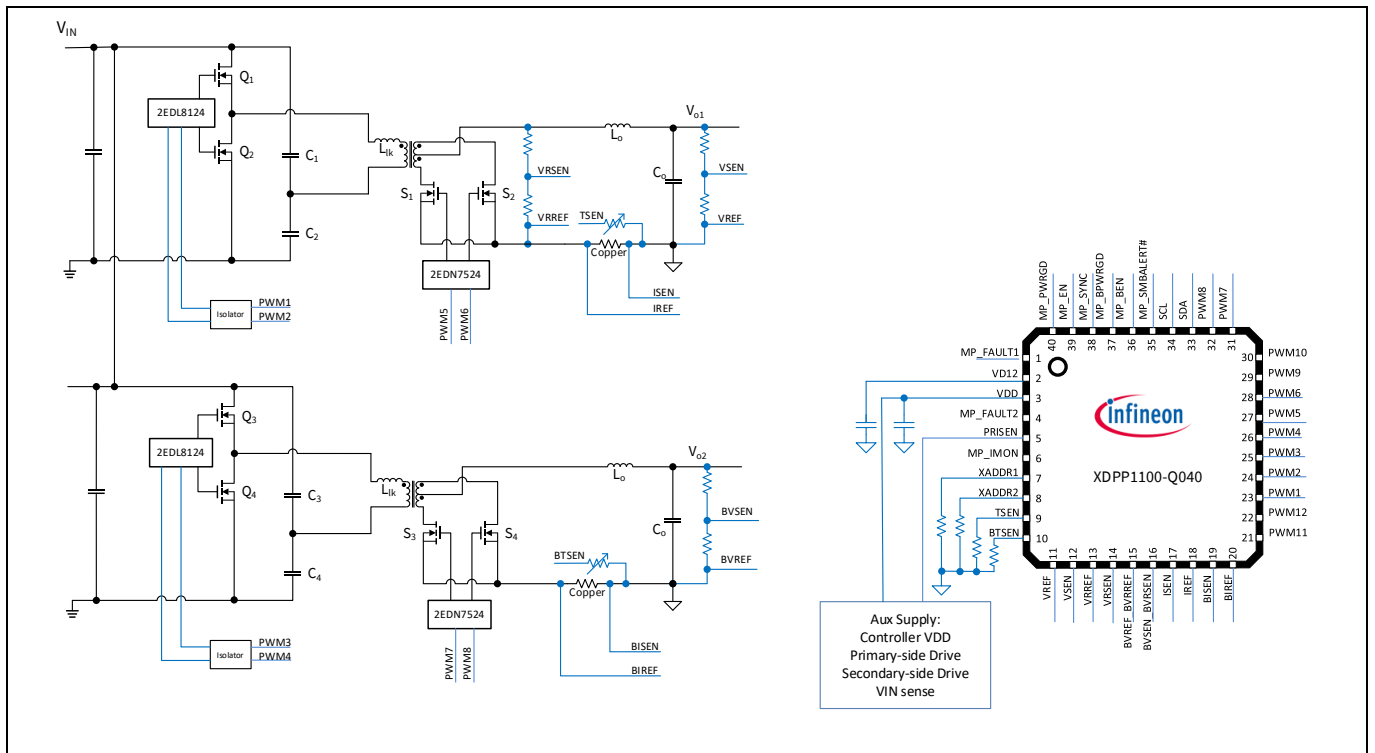 VIN
Q1
2EDL8124
Q2
C1
C2
Llk
S1
S2
2EDN7524
PWM5
PWM6
PWM1
PWM2
Isolator
VRSEN
VRREF
TSEN
Copper
ISEN
IREF
Lo
Co
Vo1
VSEN
VREF
Q3
2EDL8124
Q4
C3
C4
Llk
S3
S4
2EDN7524
PWM7
PWM8
PWM3
PWM4
Isolator
BTSEN
Copper
BISEN
BIREF
Lo
Co
Vo2
BVSEN
BVREF
MP_PWRGD
MP_EN
MP_SYNC
MP_BPWRGD
MP_BEN
MP_SMBALERT#
SCL
SDA
PWM8
PWM7
40
39
38
37
36
35
34
33
32
31
MP_FAULT1
1
VD12
2
VDD
3
MP_FAULT2
4
PRISEN
5
MP_IMON
6
XADDR1
7
XADDR2
8
TSEN
9
BTSEN
10
infineon
XDPP1100-Q040
30 PWM10
29 PWM9
28 PWM6
27 PWM5
26 PWM4
25 PWM3
24 PWM2
23 PWM1
22 PWM12
21 PWM11
11
12
13
14
15
16
17
18
19
20
VREF
VSEN
VRREF
VRSEN
BVREF_BVRREF
BVSEN_BVRSEN
ISEN
IREF
BISEN
BIREF
Aux Supply:
Controller VDD
Primary-side Drive
Secondary-side Drive
VIN sense